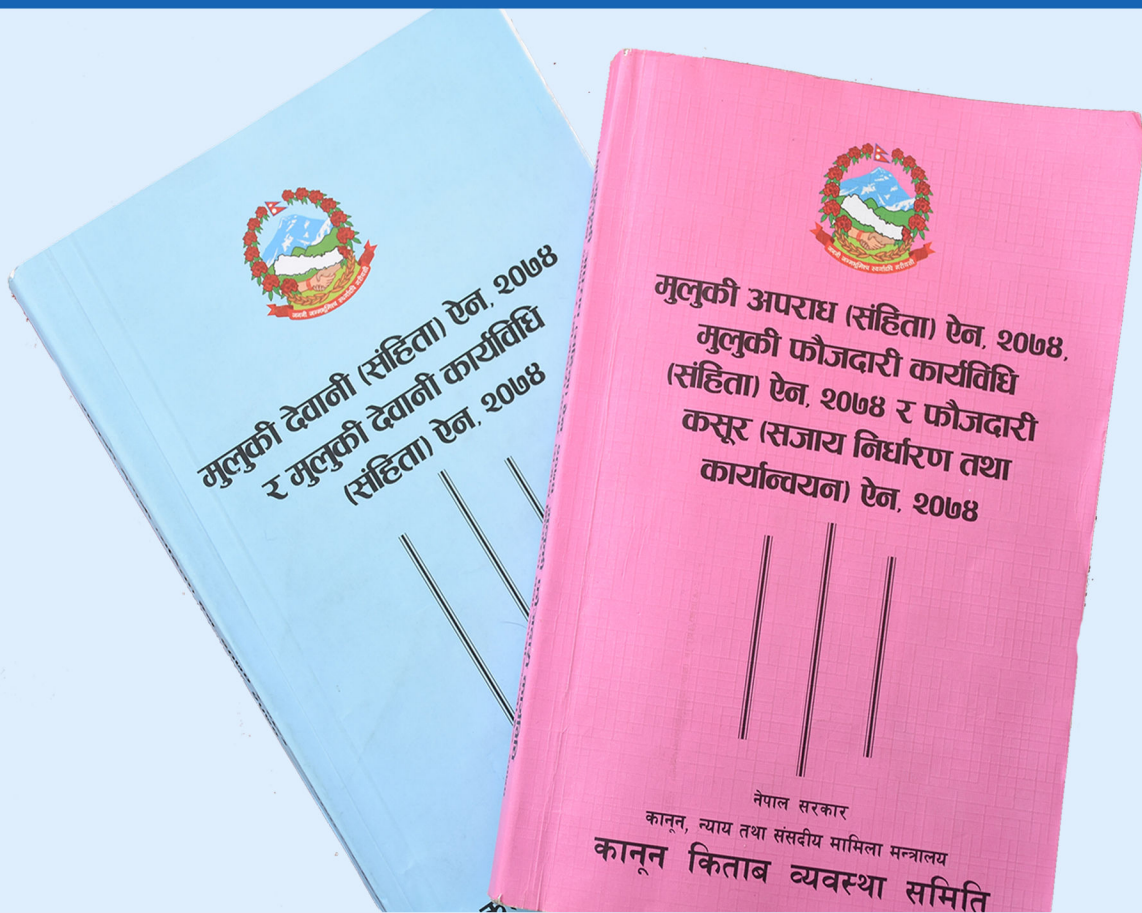 मुलुकी देवानी (संहिता) ऐन, २०७४
र मुलुकी देवानी कार्यविधि
(संहिता) ऐन, २०७४
मुलुकी अपराध (संहिता) ऐन, २०७४,
मुलुकी फौजदारी कार्यविधि
(संहिता) ऐन, २०७४ र फौजदारी
कसूर (सजाय निर्धारण तथा
कार्यान्वयन) ऐन, २०७४
नेपाल सरकार
कानून, न्याय तथा संसदीय मामिला मन्त्रालय
कानून किताब व्यवस्था समिति